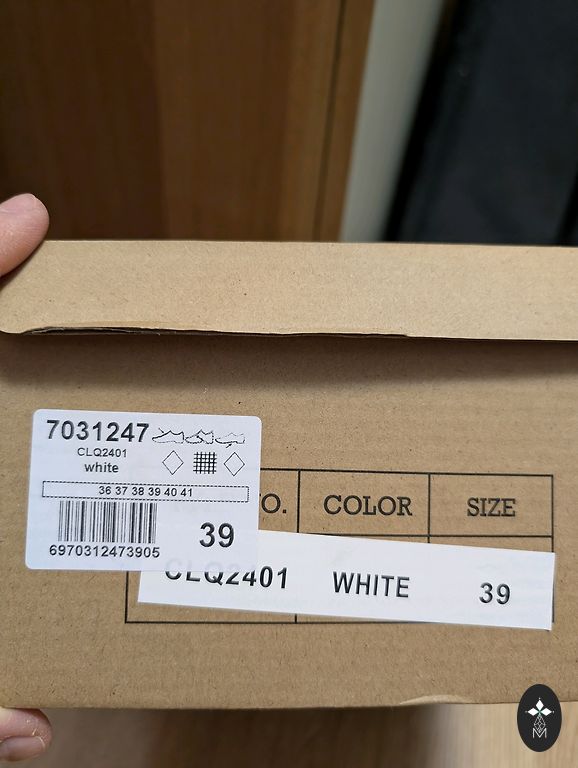 7031247
CLQ2401
white
36 37 38 39 40 41
39
6970312473905
O. COLOR SIZE
CLQ2401 WHITE 39
M